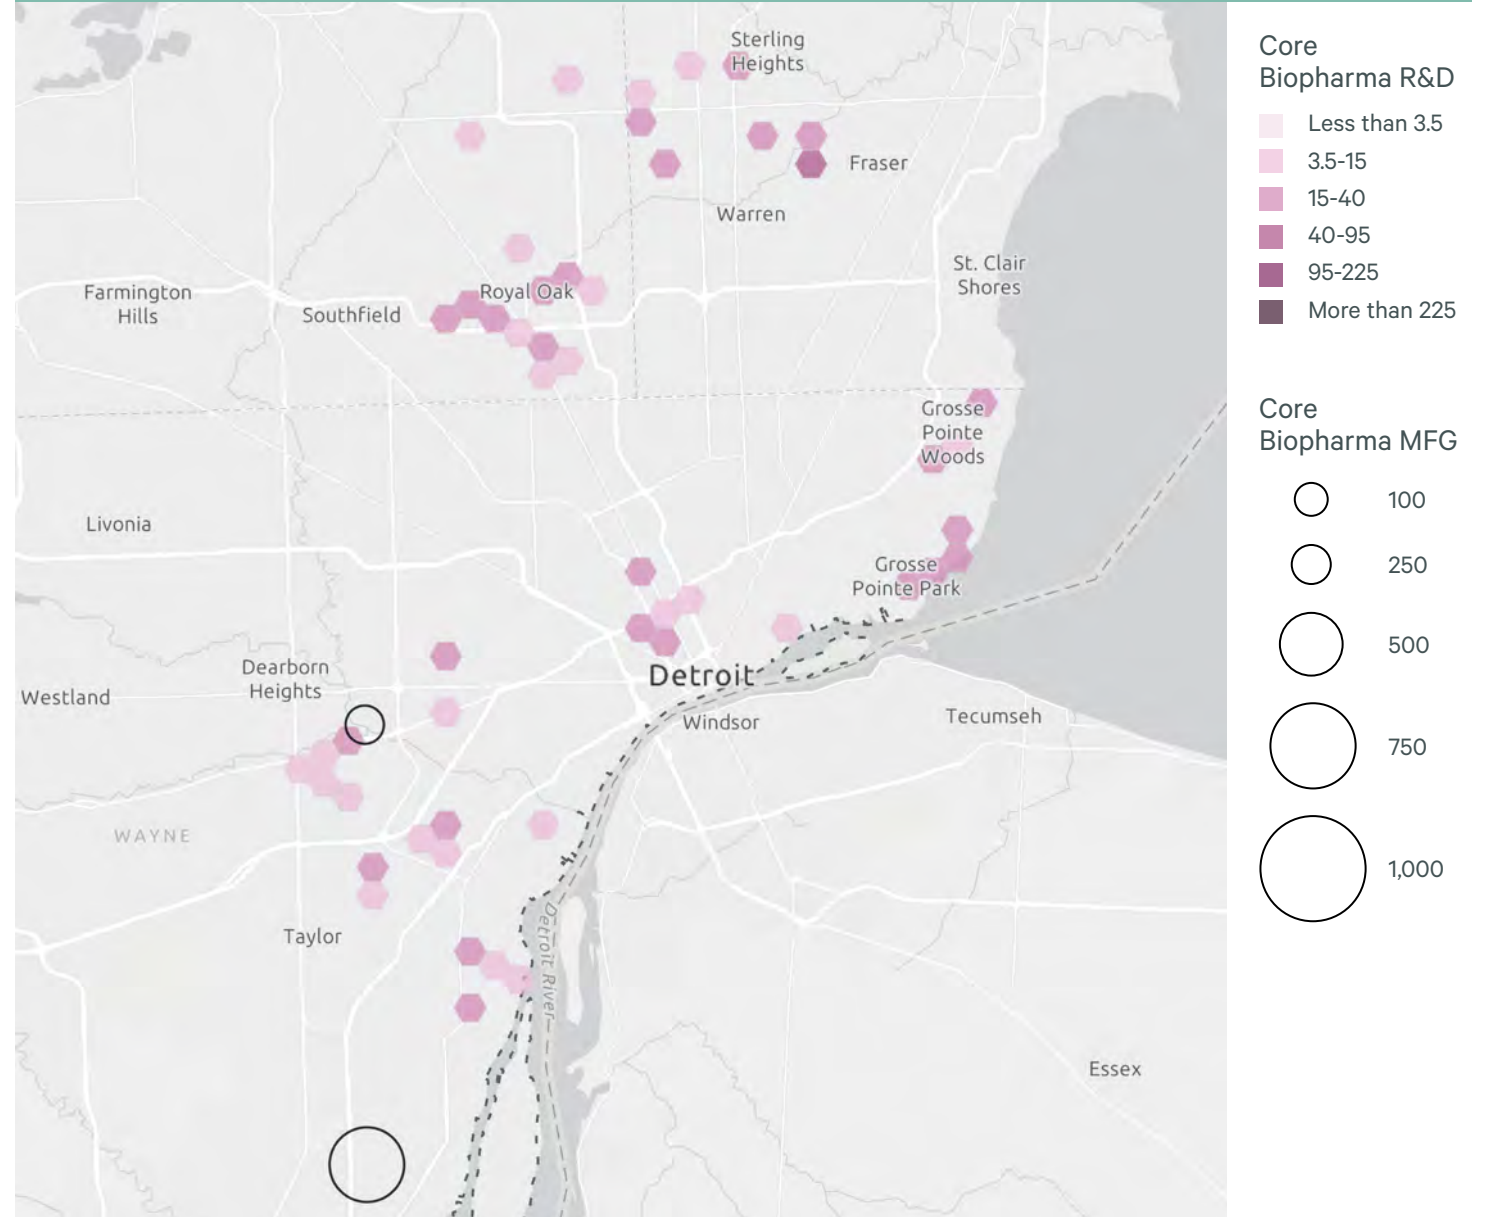 Sterling
Heights
Fraser
Warren
St. Clair
Shores
Farmington
Hills
Southfield
Royal Oak
Grosse
Pointe
Woods
Livonia
Grosse
Pointe Park
Dearborn
Heights
Westland
Detroit
Windsor
Tecumseh
WAYNE
Taylor
Detroit River
Essex
Core
Biopharma R&D
Less than 3.5
3.5-15
15-40
40-95
95-225
More than 225
Core
Biopharma MFG
100
250
500
750
1,000